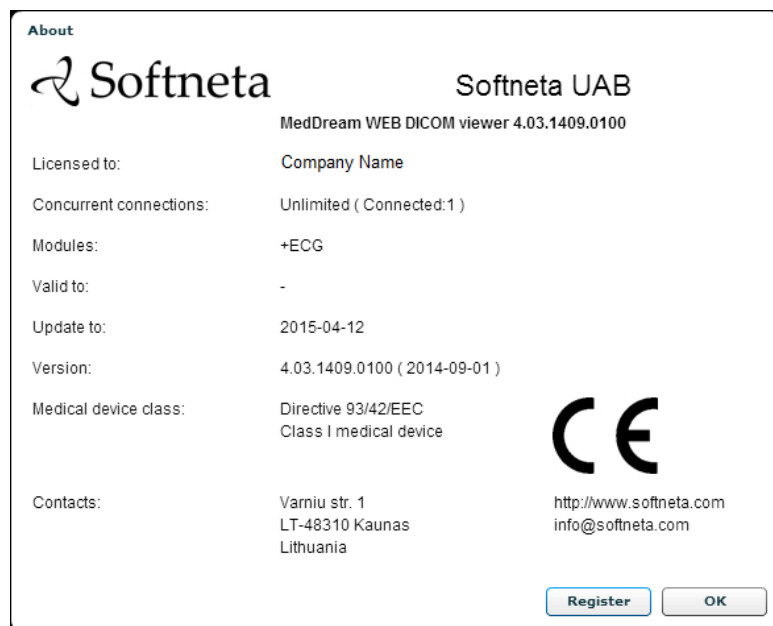 About
Softneta
Softneta UAB
MedDream WEB DICOM viewer 4.03.1409.0100
Licensed to: Company Name
Concurrent connections: Unlimited ( Connected:1 )
Modules: +ECG
Valid to: -
Update to: 2015-04-12
Version: 4.03.1409.0100 ( 2014-09-01 )
Medical device class: Directive 93/42/EEC
Class I medical device
CE
Contacts: Varniu str. 1 http://www.softneta.com
LT-48310 Kaunas info@softneta.com
Lithuania
Register OK